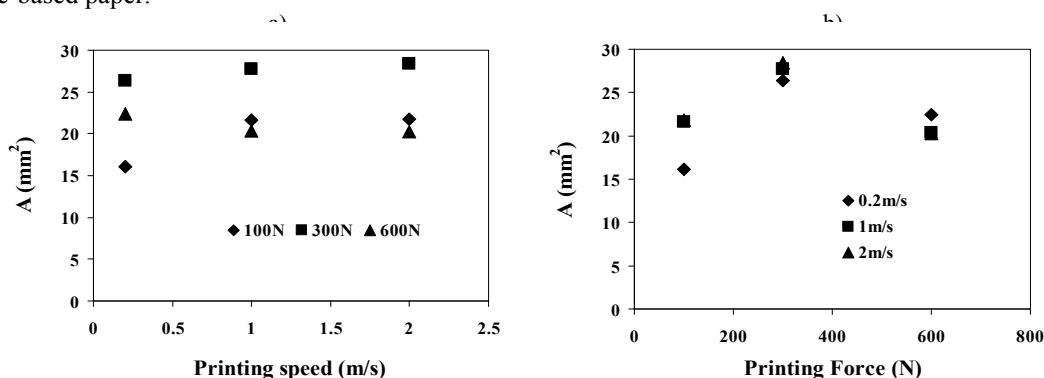 e-based paper.
a) b)
30 30
25 25
20 20
15 15
10 10
5 5
0 0
A (mm²) A (mm²)
100N 300N 600N
0.2m/s
1m/s
2m/s
0 0.5 1 1.5 2 2.5 0 200 400 600 800
Printing speed (m/s) Printing Force (N)